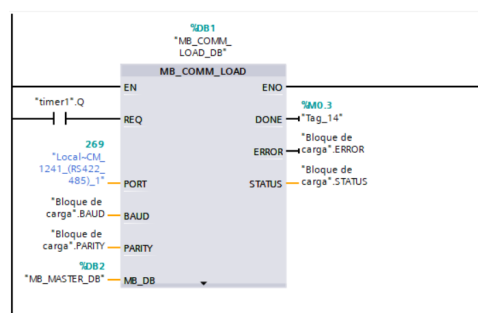 %DB1
"MB_COMM_
LOAD_DB"
MB_COMM_LOAD
EN
ENO
"timer1".Q
REQ
%M0.3
DONE
"Tag_14"
269
"Local~CM_
1241_(RS422_
485)_1"
PORT
ERROR
"Bloque de
carga".ERROR
STATUS
"Bloque de
carga".STATUS
"Bloque de
carga".BAUD
BAUD
"Bloque de
carga".PARITY
PARITY
%DB2
"MB_MASTER_DB"
MB_DB